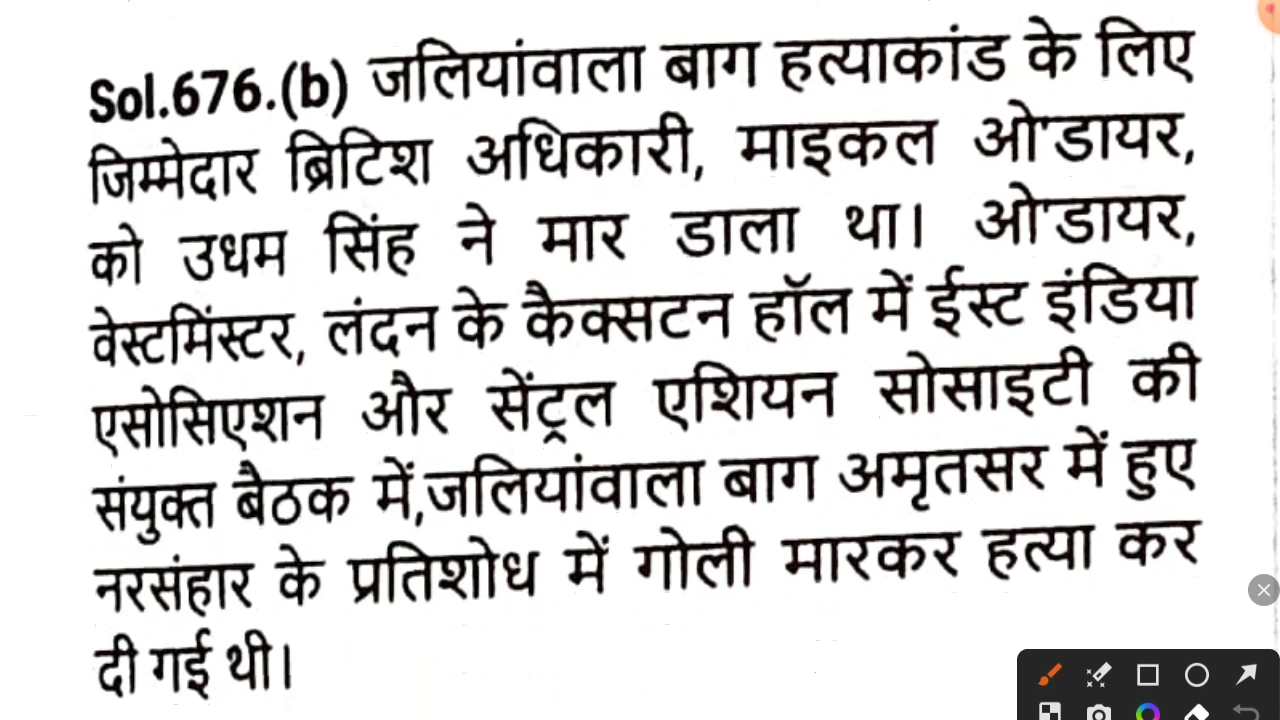 Sol.676.(b) जलियांवाला बाग हत्याकांड के लिए
जिम्मेदार ब्रिटिश अधिकारी, माइकल ओ'डायर,
को उधम सिंह ने मार डाला था। ओ'डायर,
वेस्टमिंस्टर, लंदन के कैक्सटन हॉल में ईस्ट इंडिया
एसोसिएशन और सेंट्रल एशियन सोसाइटी की
संयुक्त बैठक में,जलियांवाला बाग अमृतसर में हुए
नरसंहार के प्रतिशोध में गोली मारकर हत्या कर
दी गई थी।